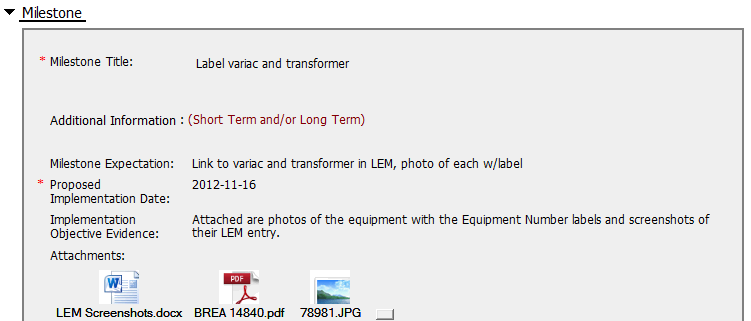 Milestone
* Milestone Title: Label variac and transformer
Additional Information : (Short Term and/or Long Term)
Milestone Expectation: Link to variac and transformer in LEM, photo of each w/label
* Proposed 2012-11-16
Implementation Date:
Implementation Attached are photos of the equipment with the Equipment Number labels and screenshots of
Objective Evidence: their LEM entry.
Attachments:
W PDF
LEM Screenshots.docx BREA 14840.pdf 78981.JPG